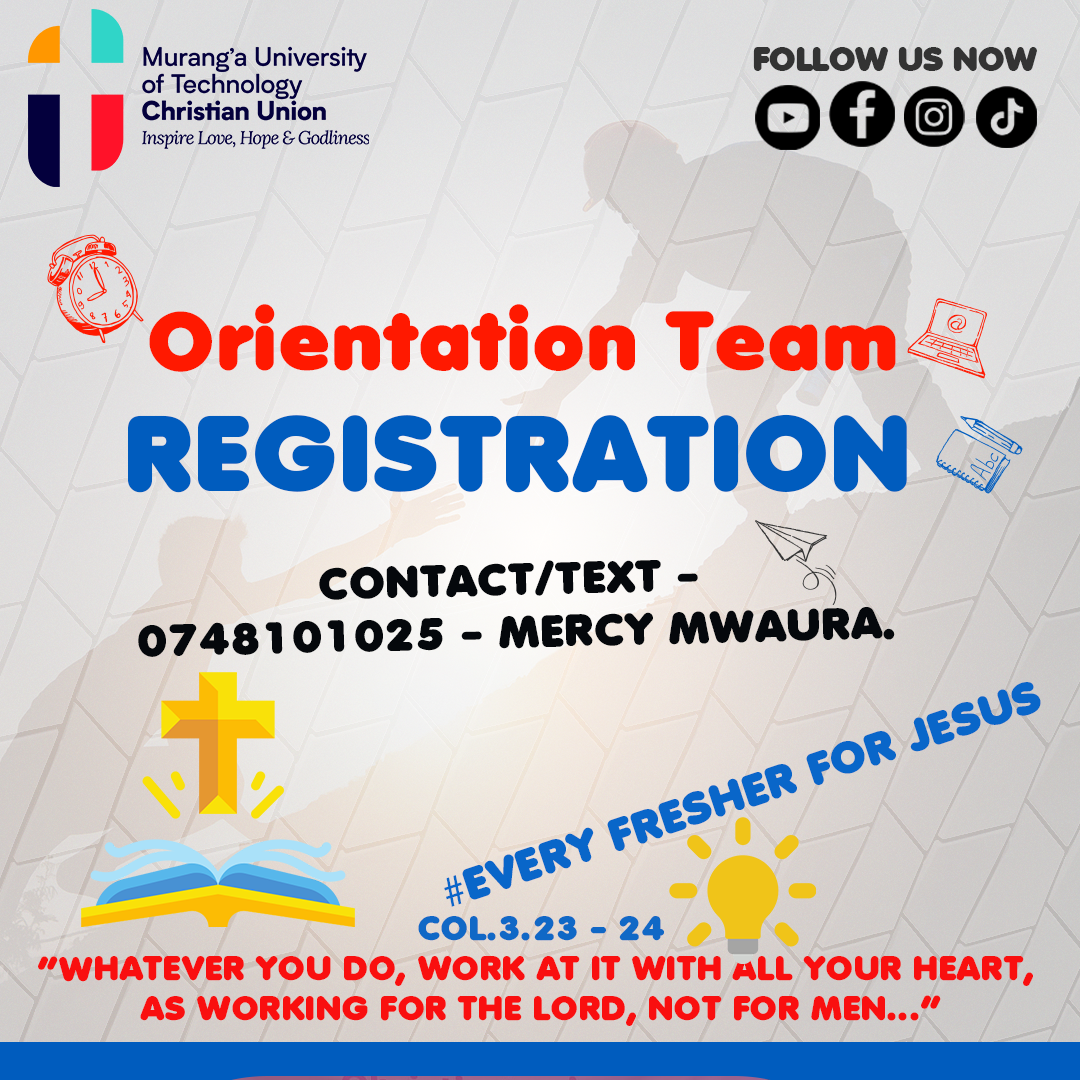 Murang'a University
of Technology
Christian Union
Inspire Love, Hope & Godliness
FOLLOW US NOW
Orientation Team
REGISTRATION
Abc
CONTACT/TEXT –
0748101025 – MERCY MWAURA.
#EVERY FRESHER FOR JESUS
COL.3.23 – 24
"WHATEVER YOU DO, WORK AT IT WITH ALL YOUR HEART,
AS WORKING FOR THE LORD, NOT FOR MEN..."